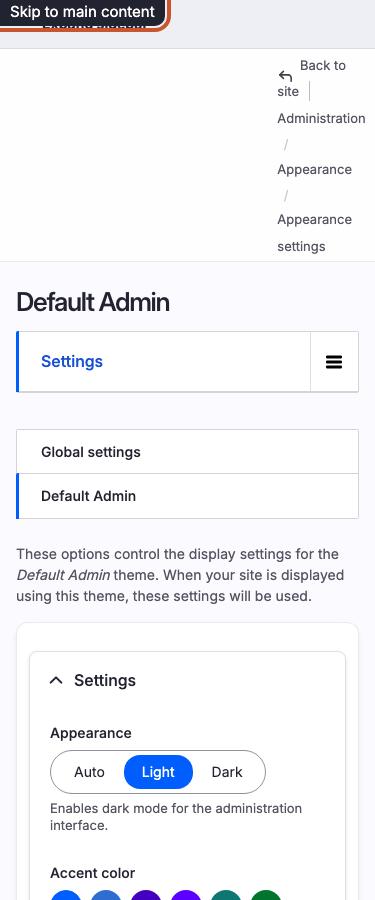 Skip to main content
Back to
site
Administration
/
Appearance
/
Appearance
settings
Default Admin
Settings
Global settings
Default Admin
These options control the display settings for the
Default Admin theme. When your site is displayed
using this theme, these settings will be used.
Settings
Appearance
Auto Light Dark
Enables dark mode for the administration
interface.
Accent color